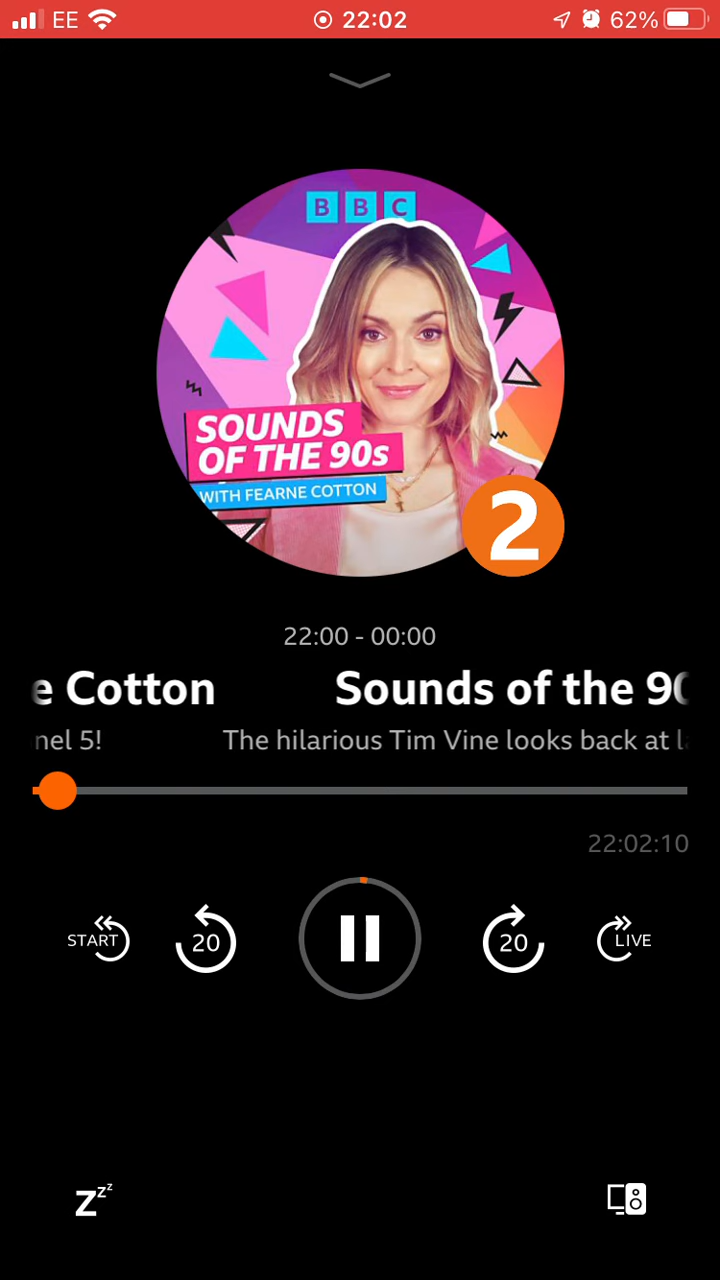 EE 22:02 62%
BBC
SOUNDS
OF THE 90s
WITH FEARNE COTTON
2
22:00 - 00:00
e Cotton Sounds of the 90
nel 5! The hilarious Tim Vine looks back at la
22:02:10
START 20 20 LIVE
Zzz